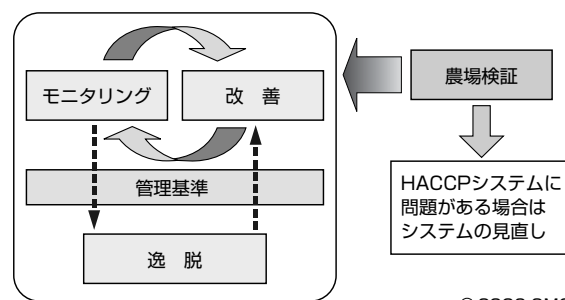 モニタリング
改 善
管理基準
逸 脱
農場検証
HACCPシステムに
問題がある場合は
システムの見直し